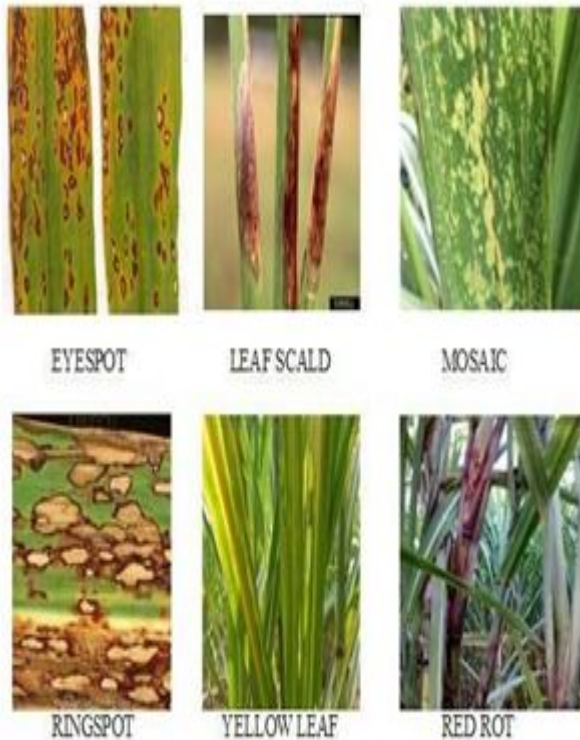 EYESPOT
LEAF SCALD
MOSAIC
RINGSPOT
YELLOW LEAF
RED ROT